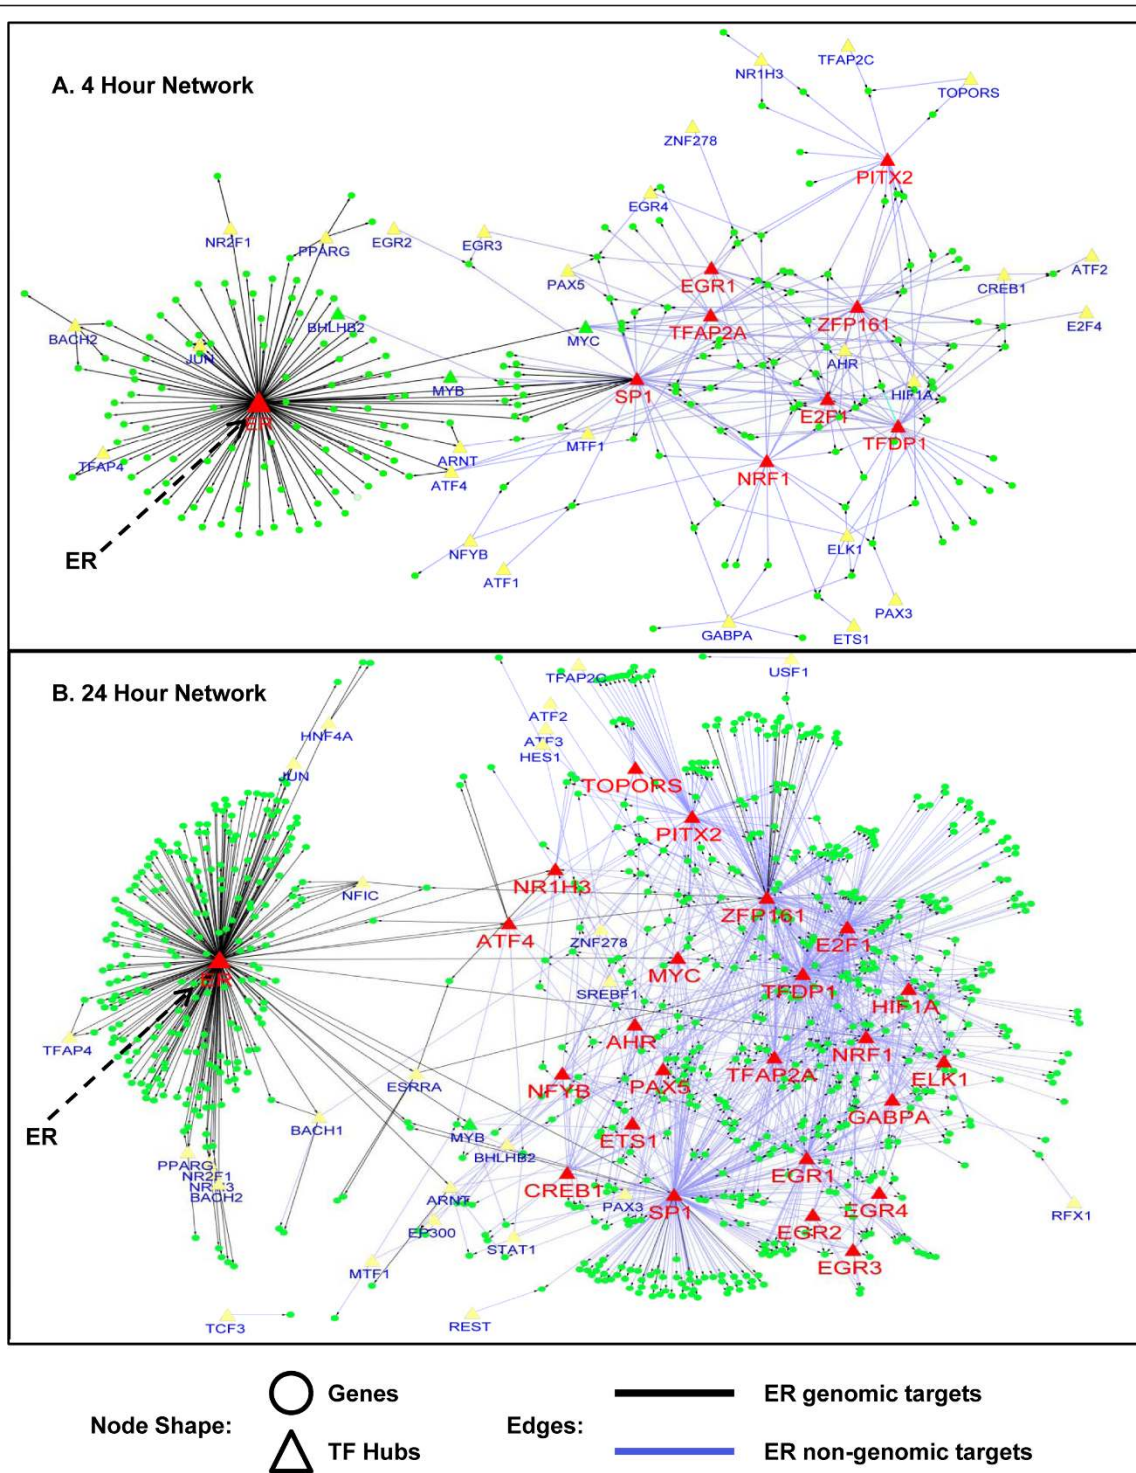 A. 4 Hour Network
TFAP2C
NR1H3
TOPORS
ZNF278
PITX2
EGR4
NR2F1
PPARG
EGR2
EGR3
ATF2
PAX5
EGR1
CREB1
BHLHB2
E2F4
BACH2
MYC
TFAP2A
ZFP161
JUN
AHR
MYB
SP1
HIF1A
ER
E2F1
TFDP1
TFAP4
ARNT
MTF1
ATF4
NRF1
ER
NFYB
ELK1
ATF1
PAX3
GABPA
ETS1
B. 24 Hour Network
TFAP2C
USF1
ATF2
HNF4A
ATF3
HES1
JUN
TOPORS
PITX2
NR1H3
NFIC
ZFP161
ATF4
ZNF278
E2F1
MYC
ER
SREBF1
TFDP1
HIF1A
TFAP4
AHR
NRF1
ESRRA
NFYB
PAX5
TFAP2A
ELK1
GABPA
ER
BACH1
MYB
ETS1
BHLHB2
PPARG
NR2F1
EGR1
BACH2
ARNT
CREB1
PAX3
SP1
EGR4
RFX1
EP300
EGR2
STAT1
EGR3
MTF1
TCF3
REST
Genes
ER genomic targets
Node Shape:
Edges:
TF Hubs
ER non-genomic targets